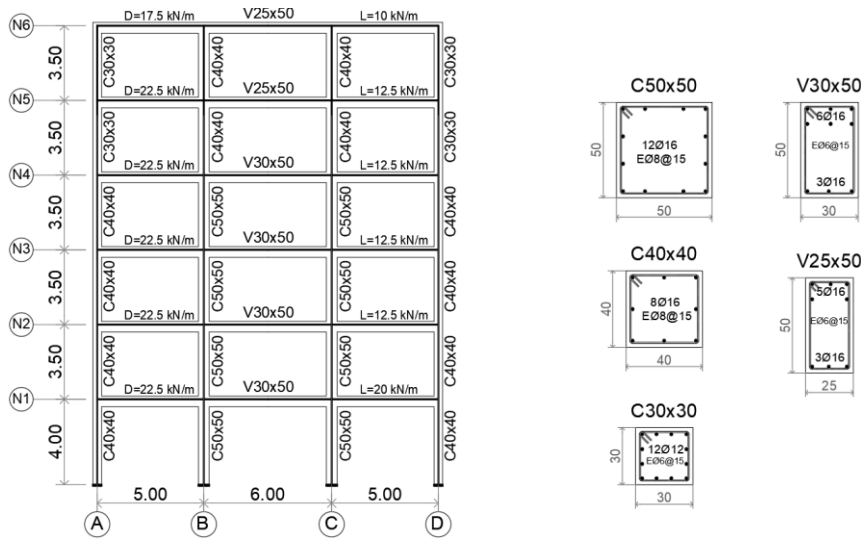 D=17.5 kN/m V25x50 L=10 kN/m
N6
3.50
C30x30
C40x40
C40x40
C30x30
D=22.5 kN/m V25x50 L=12.5 kN/m
N5
3.50
C30x30
C40x40
C40x40
C30x30
D=22.5 kN/m V30x50 L=12.5 kN/m
N4
3.50
C40x40
C50x50
C50x50
C40x40
D=22.5 kN/m V30x50 L=12.5 kN/m
N3
3.50
C40x40
C50x50
C50x50
C40x40
D=22.5 kN/m V30x50 L=12.5 kN/m
N2
3.50
C40x40
C50x50
C50x50
C40x40
D=22.5 kN/m V30x50 L=20 kN/m
N1
4.00
C40x40
C50x50
C50x50
C40x40
5.00 6.00 5.00
A B C D
C50x50
50
12Ø16
EØ8@15
50
V30x50
50
6Ø16
EØ6@15
3Ø16
30
C40x40
40
8Ø16
EØ8@15
40
V25x50
50
5Ø16
EØ6@15
3Ø16
25
C30x30
30
12Ø12
EØ6@15
30